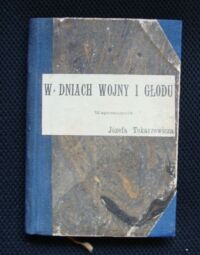 W DNIACH WOJNY I GŁODU
Wspomnienia
Józefa Tokarzewicza